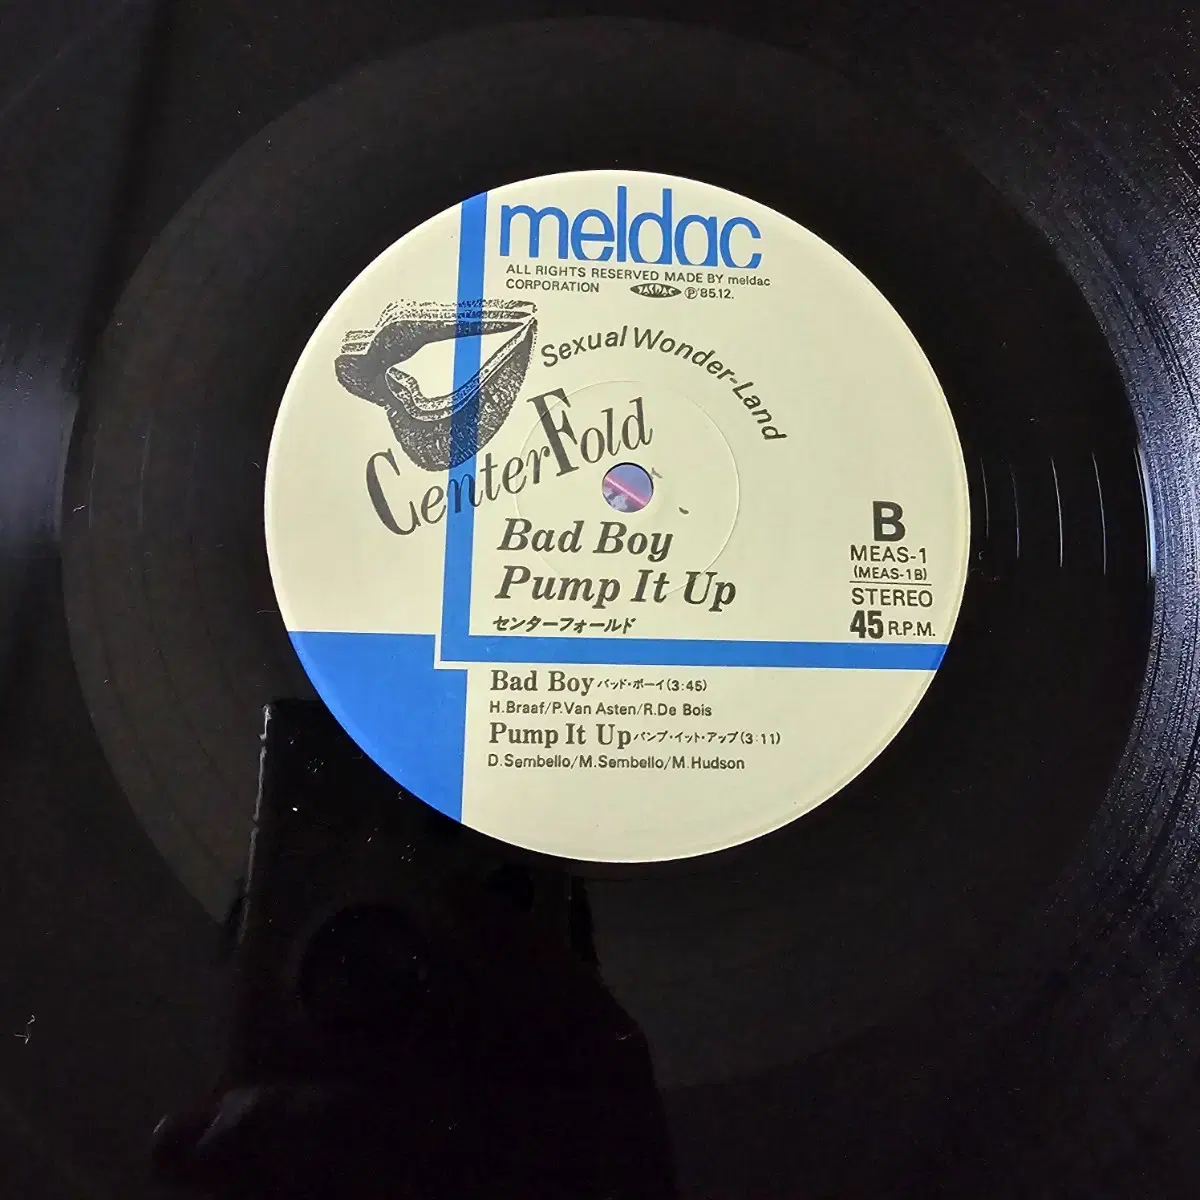 meldac
ALL RIGHTS RESERVED MADE BY meldac
CORPORATION JASRAC Ⓟ'85.12.
Sexual Wonder-Land
CenterFold
Bad Boy
Pump It Up
センターフォールド
B
MEAS-1
(MEAS-1B)
STEREO
45 R.P.M.
Bad Boy バッド・ボーイ(3:45)
H.Braaf/P.Van Asten/R.De Bois
Pump It Up パンプ・イット・アップ(3:11)
D.Sembello/M.Sembello/M.Hudson